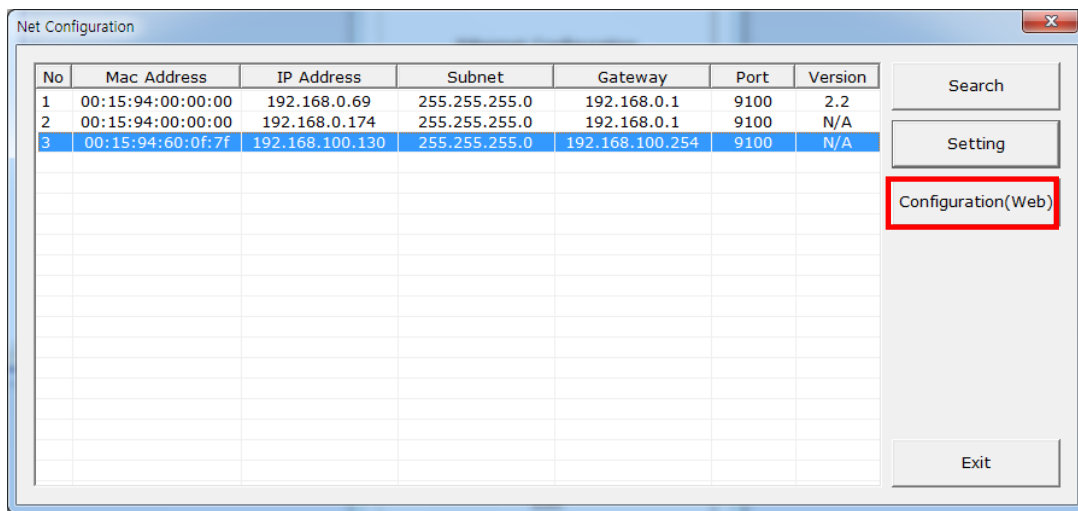 Net Configuration
No Mac Address IP Address Subnet Gateway Port Version
1 00:15:94:00:00:00 192.168.0.69 255.255.255.0 192.168.0.1 9100 2.2
2 00:15:94:00:00:00 192.168.0.174 255.255.255.0 192.168.0.1 9100 N/A
3 00:15:94:60:0f:7f 192.168.100.130 255.255.255.0 192.168.100.254 9100 N/A
Search
Setting
Configuration(Web)
Exit